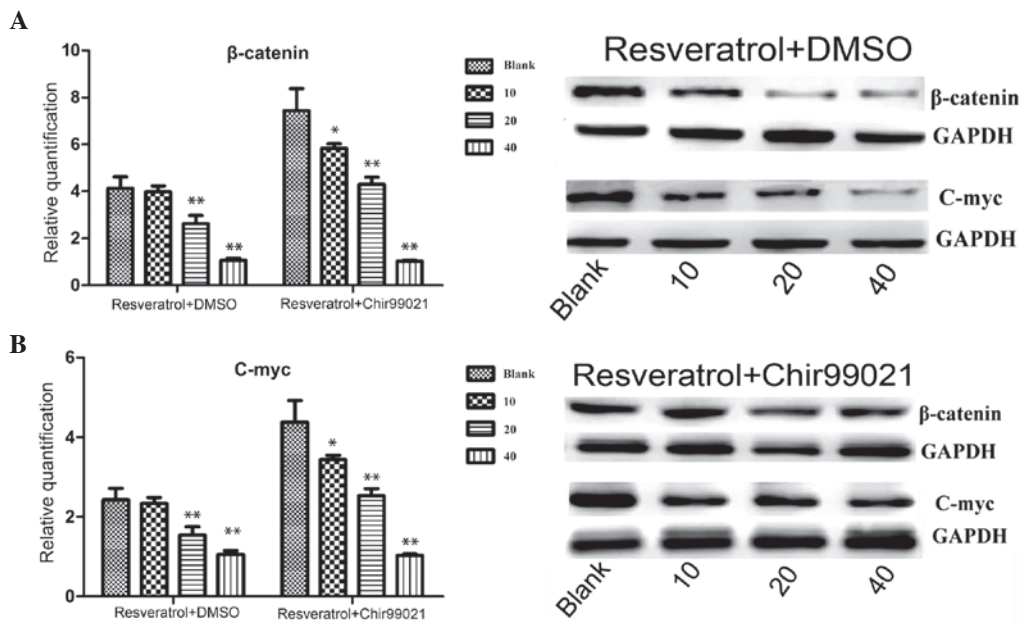 A
β-catenin
Relative quantification
10
8
6
4
2
0
**
**
*
**
**
Resveratrol+DMSO
Resveratrol+Chir99021
Blank
10
20
40
Resveratrol+DMSO
β-catenin
GAPDH
C-myc
GAPDH
Blank
10
20
40
B
C-myc
Relative quantification
6
4
2
0
**
**
*
**
**
Resveratrol+DMSO
Resveratrol+Chir99021
Blank
10
20
40
Resveratrol+Chir99021
β-catenin
GAPDH
C-myc
GAPDH
Blank
10
20
40